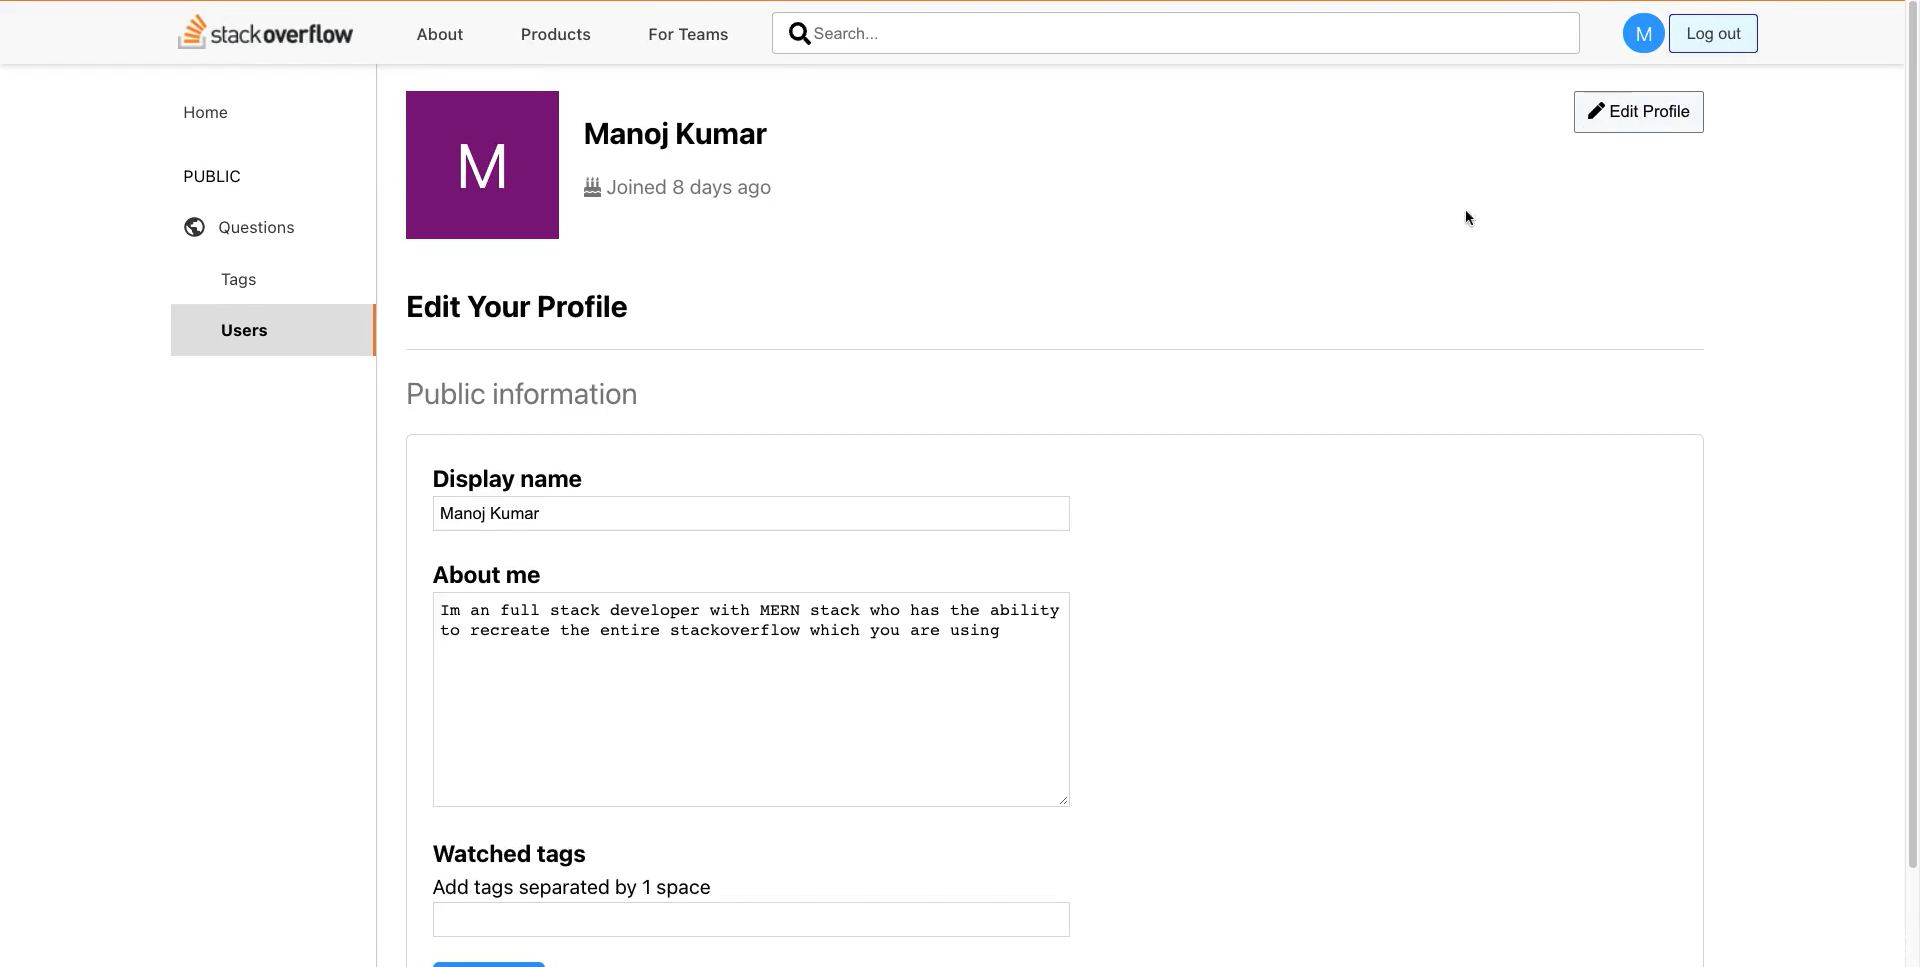 stackoverflow
About
Products
For Teams
Search...
M
Log out
Home
PUBLIC
Questions
Tags
Users
M
Manoj Kumar
Joined 8 days ago
Edit Profile
Edit Your Profile
Public information
Display name
Manoj Kumar
About me
Im an full stack developer with MERN stack who has the ability
to recreate the entire stackoverflow which you are using
Watched tags
Add tags separated by 1 space